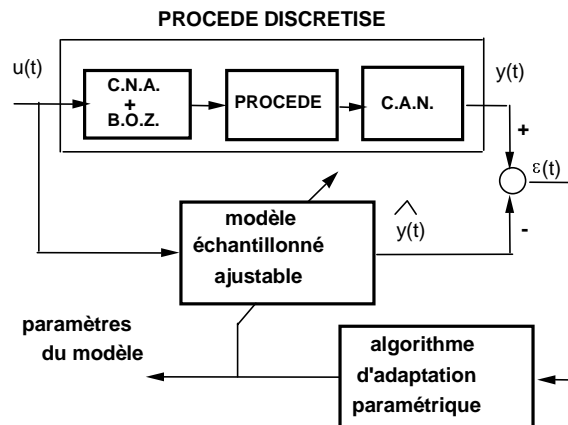 PROCEDE DISCRETISE
u(t)
C.N.A.
+
B.O.Z.
PROCEDE
C.A.N.
y(t)
+
ε(t)
-
modèle
échantillonné
ajustable
ŷ(t)
paramètres
du modèle
algorithme
d'adaptation
paramétrique